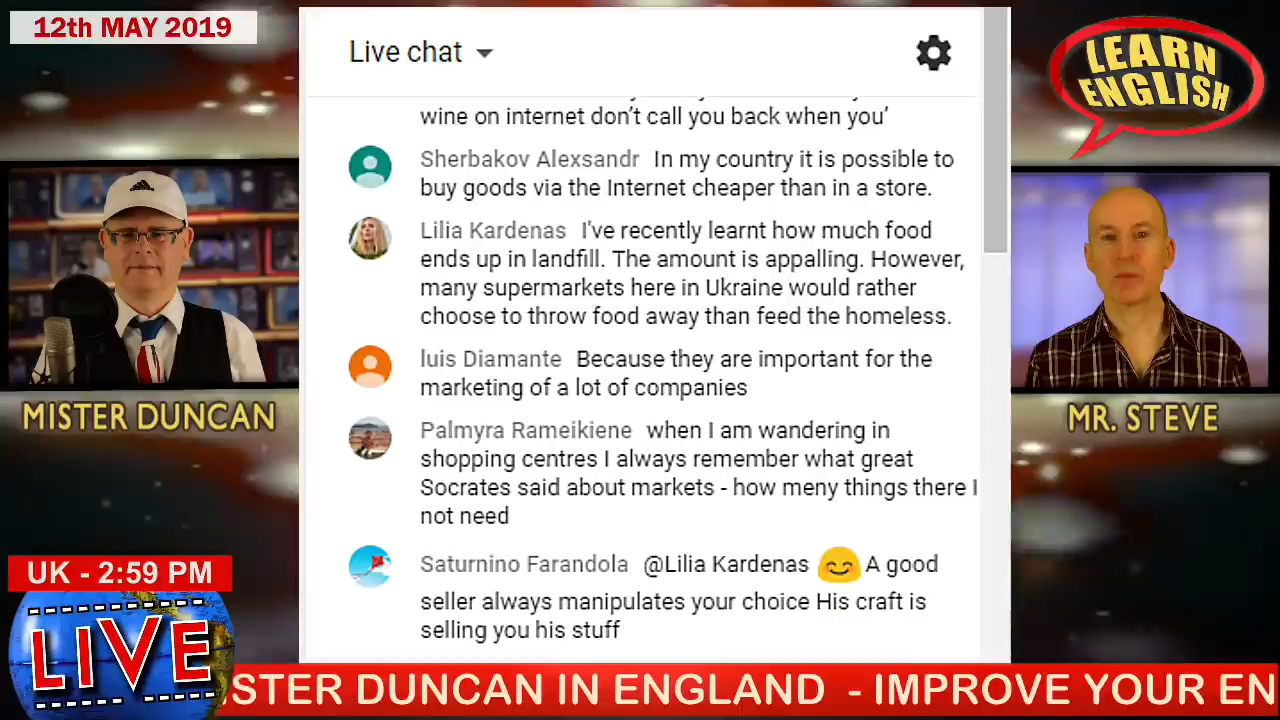 12th MAY 2019
Live chat
LEARN
ENGLISH
wine on internet don't call you back when you'
Sherbakov Alexsandr In my country it is possible to
buy goods via the Internet cheaper than in a store.
Lilia Kardenas I've recently learnt how much food
ends up in landfill. The amount is appalling. However,
many supermarkets here in Ukraine would rather
choose to throw food away than feed the homeless.
luis Diamante Because they are important for the
marketing of a lot of companies
Palmyra Rameikiene when I am wandering in
shopping centres I always remember what great
Socrates said about markets - how meny things there I
not need
Saturnino Farandola @Lilia Kardenas 😊 A good
seller always manipulates your choice His craft is
selling you his stuff
MISTER DUNCAN
MR. STEVE
UK - 2:59 PM
LIVE
STER DUNCAN IN ENGLAND - IMPROVE YOUR EN